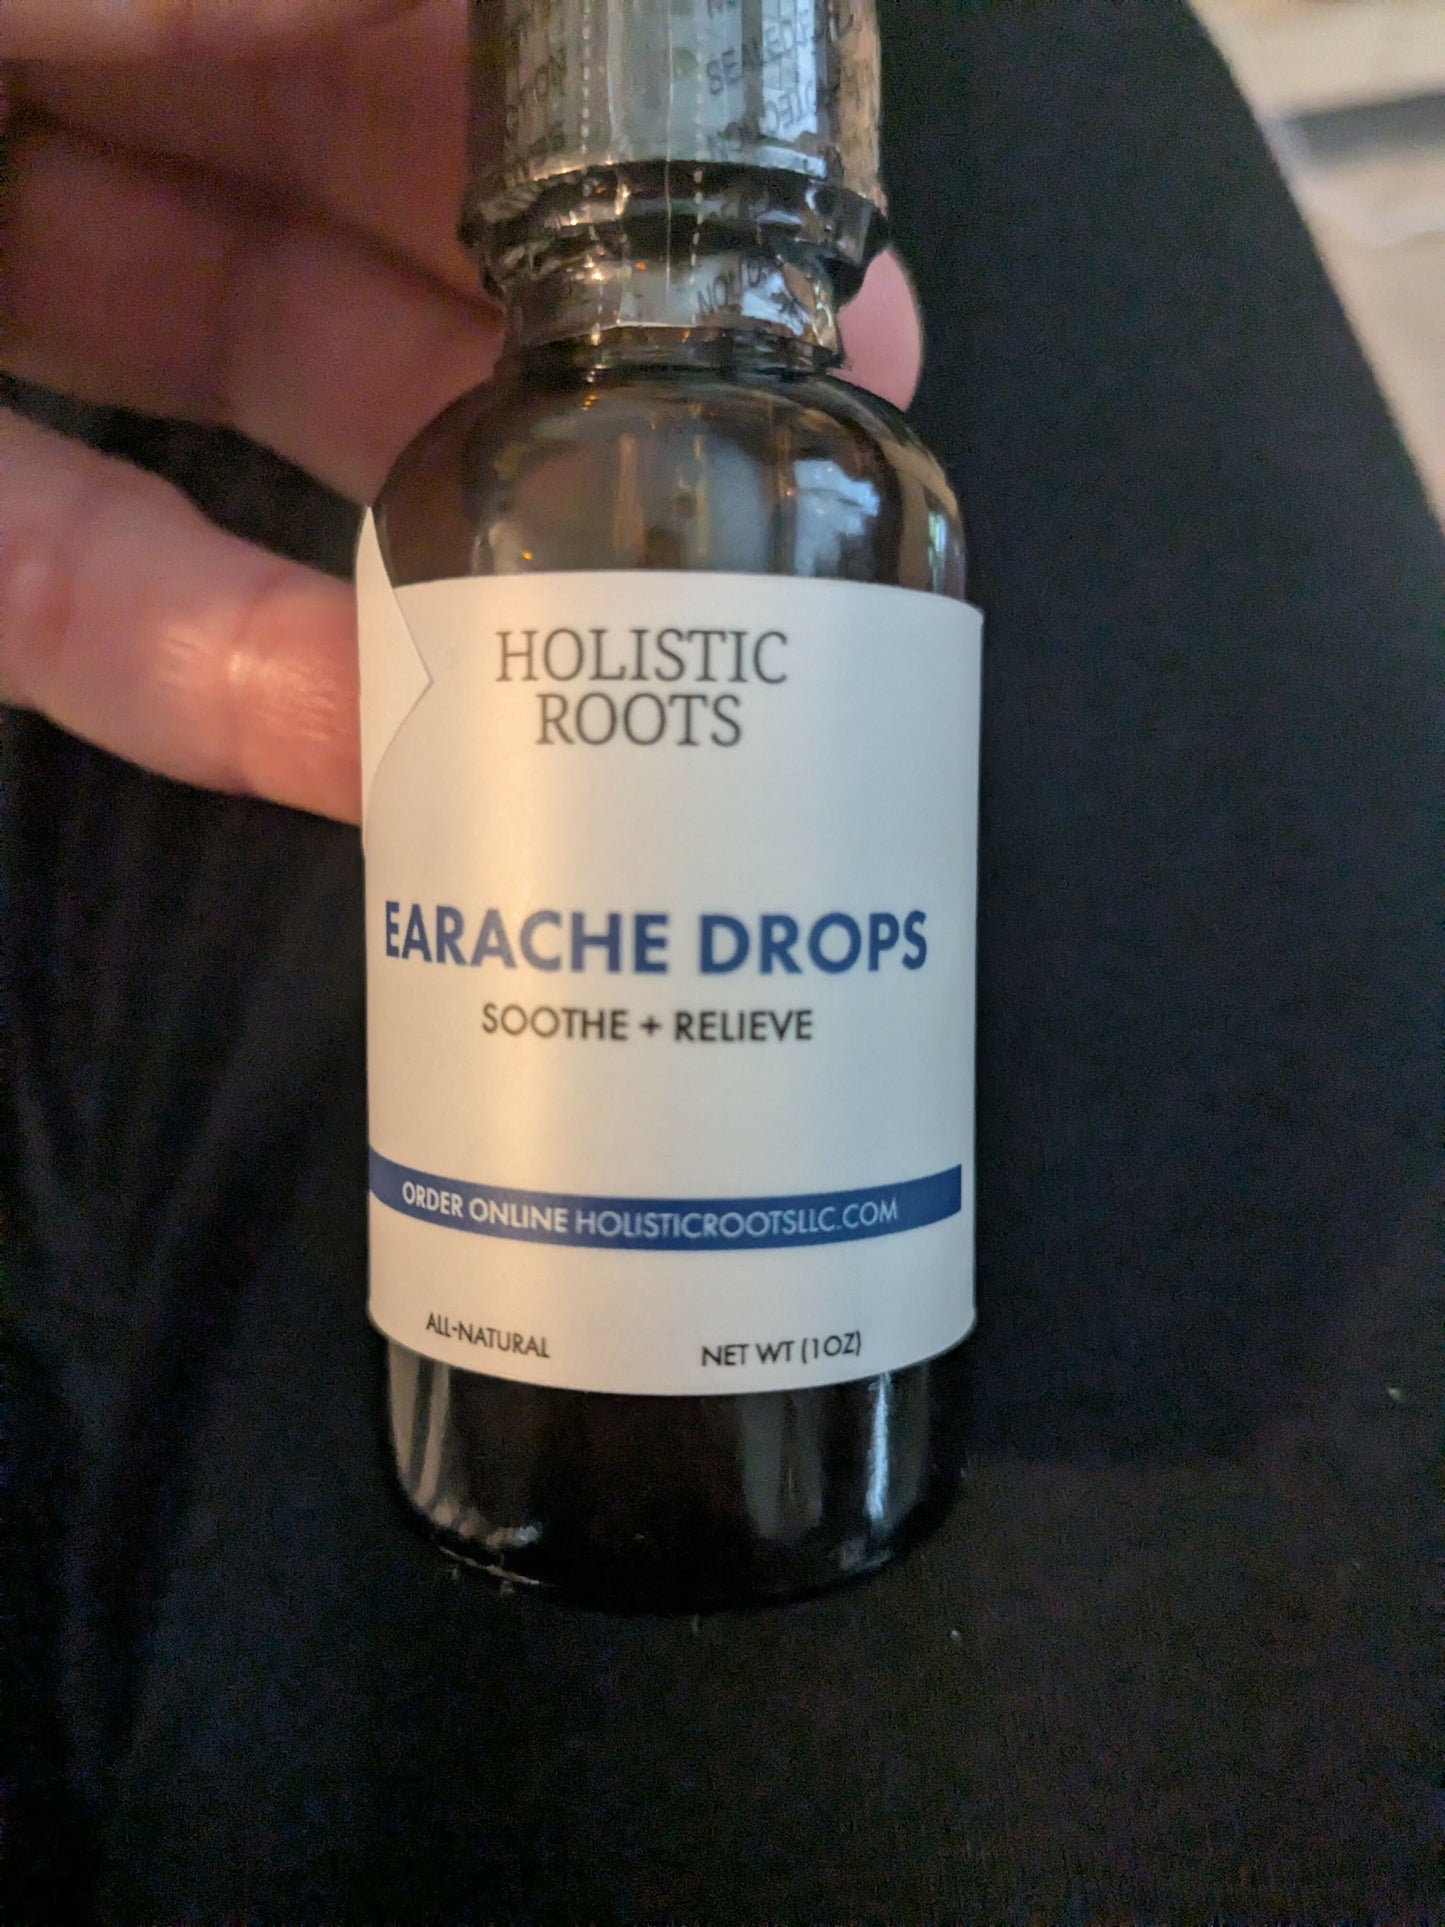 HOLISTIC
ROOTS
EARACHE DROPS
SOOTHE + RELIEVE
ORDER ONLINE HOLISTICROOTSLLC.COM
ALL-NATURAL
NET WT (1OZ)